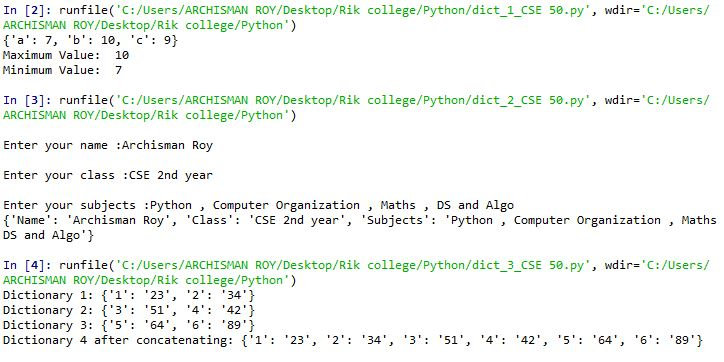 In [2]: runfile('C:/Users/ARCHISMAN ROY/Desktop/Rik college/Python/dict_1_CSE 50.py', wdir='C:/Users/
ARCHISMAN ROY/Desktop/Rik college/Python')
{'a': 7, 'b': 10, 'c': 9}
Maximum Value:  10
Minimum Value:  7
In [3]: runfile('C:/Users/ARCHISMAN ROY/Desktop/Rik college/Python/dict_2_CSE 50.py', wdir='C:/Users/
ARCHISMAN ROY/Desktop/Rik college/Python')
Enter your name :Archisman Roy
Enter your class :CSE 2nd year
Enter your subjects :Python , Computer Organization , Maths , DS and Algo
{'Name': 'Archisman Roy', 'Class': 'CSE 2nd year', 'Subjects': 'Python , Computer Organization , Maths
DS and Algo'}
In [4]: runfile('C:/Users/ARCHISMAN ROY/Desktop/Rik college/Python/dict_3_CSE 50.py', wdir='C:/Users/
ARCHISMAN ROY/Desktop/Rik college/Python')
Dictionary 1: {'1': '23', '2': '34'}
Dictionary 2: {'3': '51', '4': '42'}
Dictionary 3: {'5': '64', '6': '89'}
Dictionary 4 after concatenating: {'1': '23', '2': '34', '3': '51', '4': '42', '5': '64', '6': '89'}